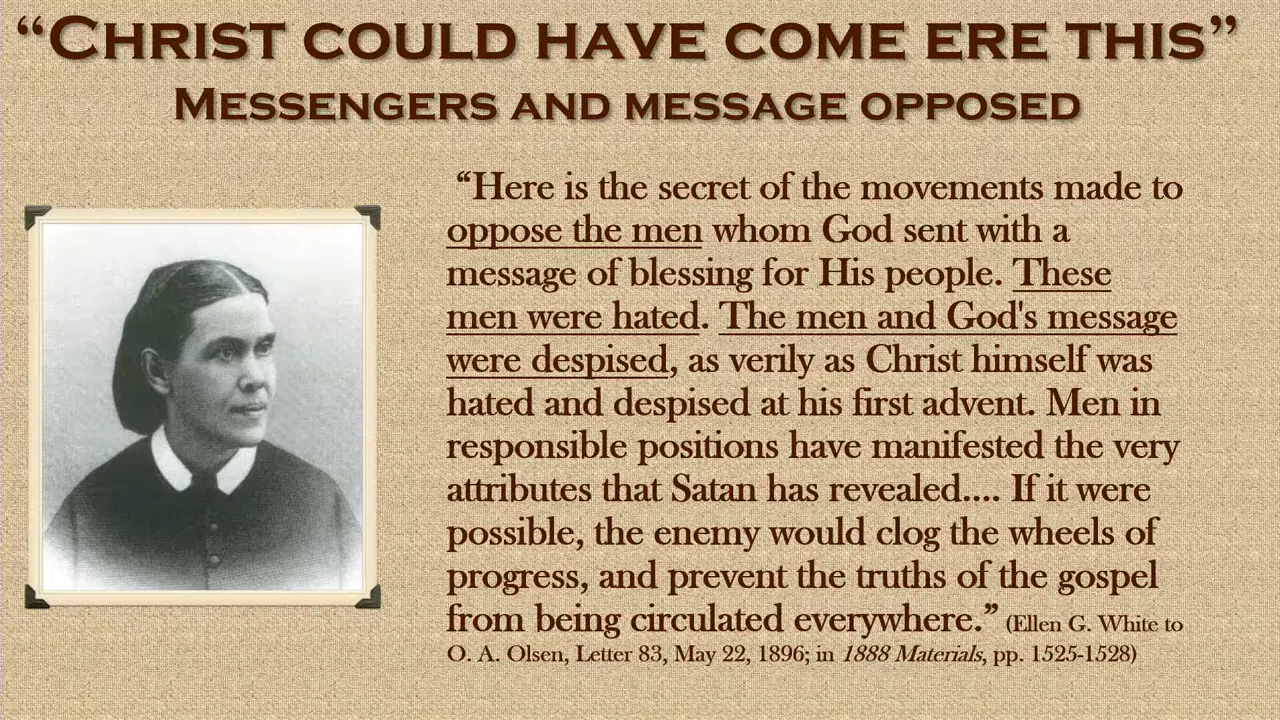 “Christ could have come ere this”
Messengers and message opposed
“Here is the secret of the movements made to
oppose the men whom God sent with a
message of blessing for His people. These
men were hated. The men and God's message
were despised, as verily as Christ himself was
hated and despised at his first advent. Men in
responsible positions have manifested the very
attributes that Satan has revealed.... If it were
possible, the enemy would clog the wheels of
progress, and prevent the truths of the gospel
from being circulated everywhere.” (Ellen G. White to
O. A. Olsen, Letter 83, May 22, 1896; in 1888 Materials, pp. 1525-1528)